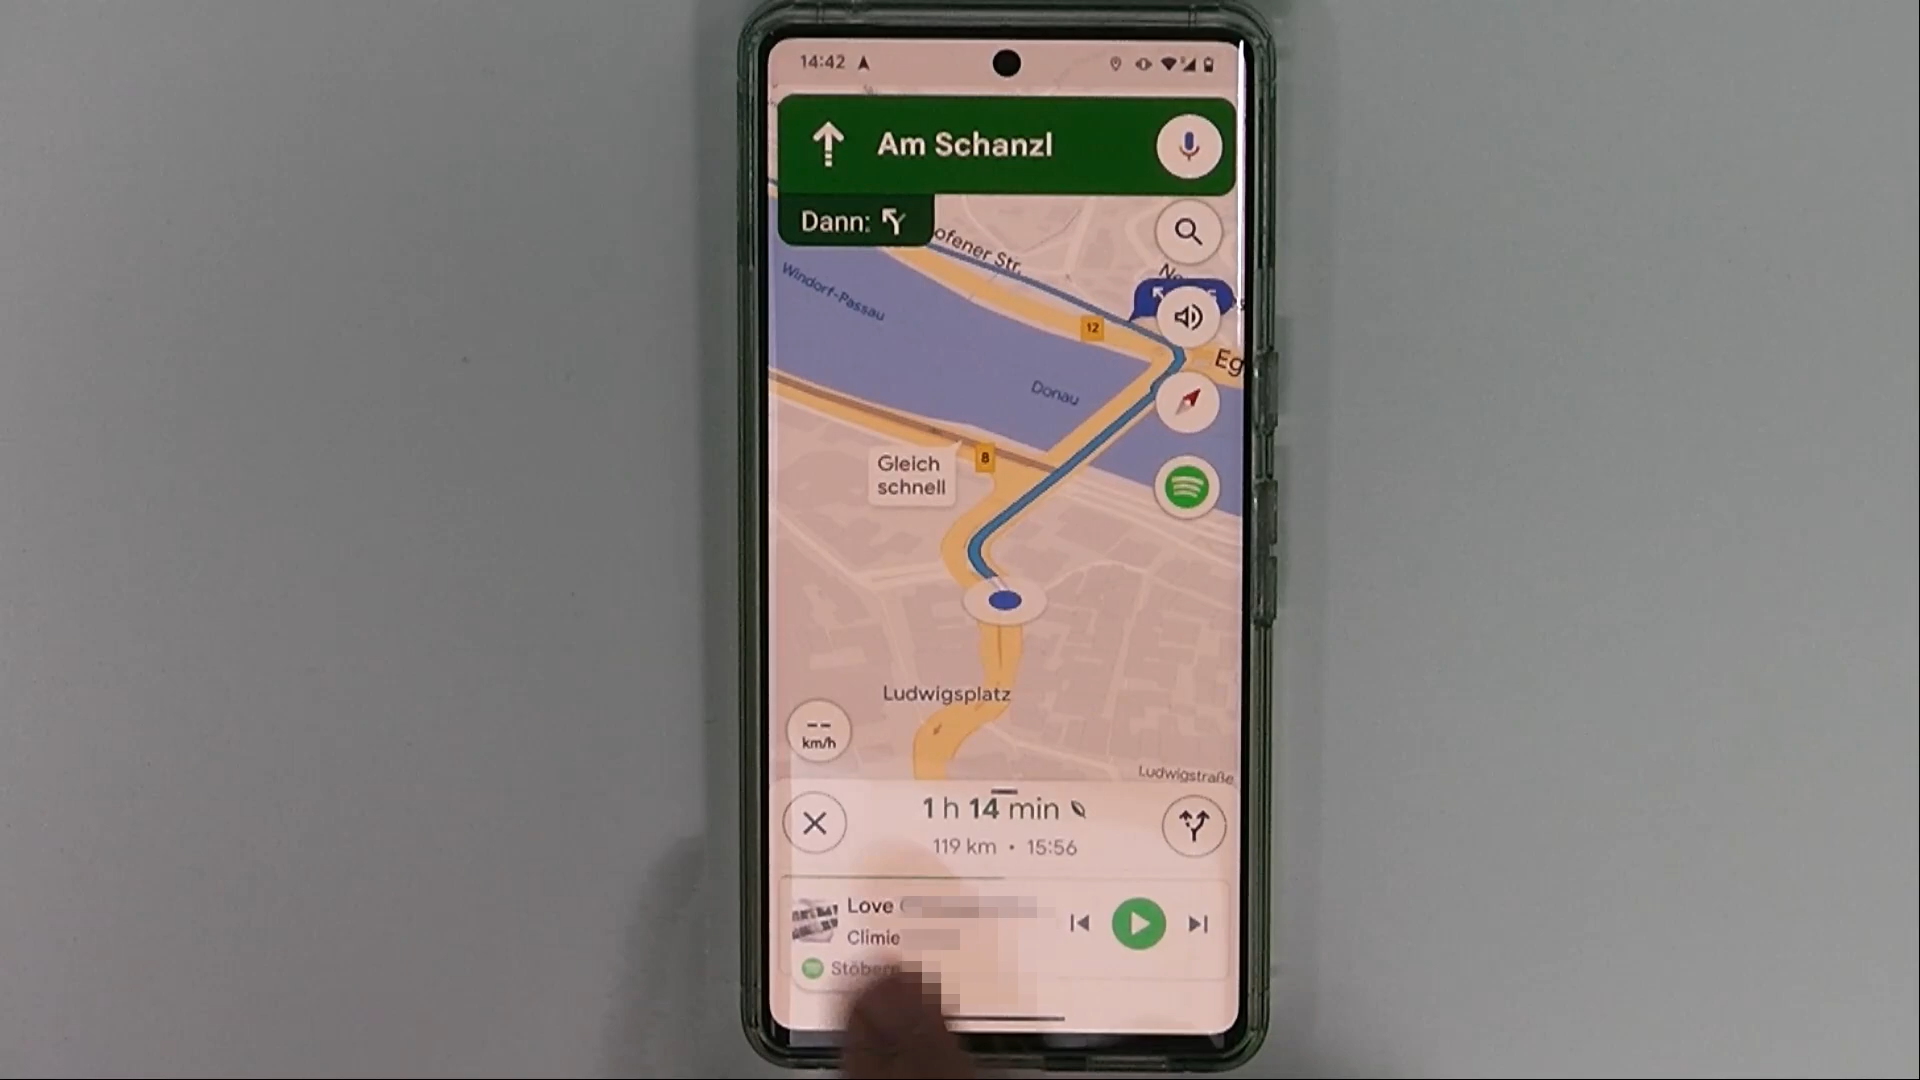 14:42
Am Schanzl
Dann:
ofener Str.
Windorf-Passau
12
Eg
Donau
8
Gleich
schnell
Ludwigsplatz
--
km/h
Ludwigstraße
1 h 14 min
119 km • 15:56
Love
Climie